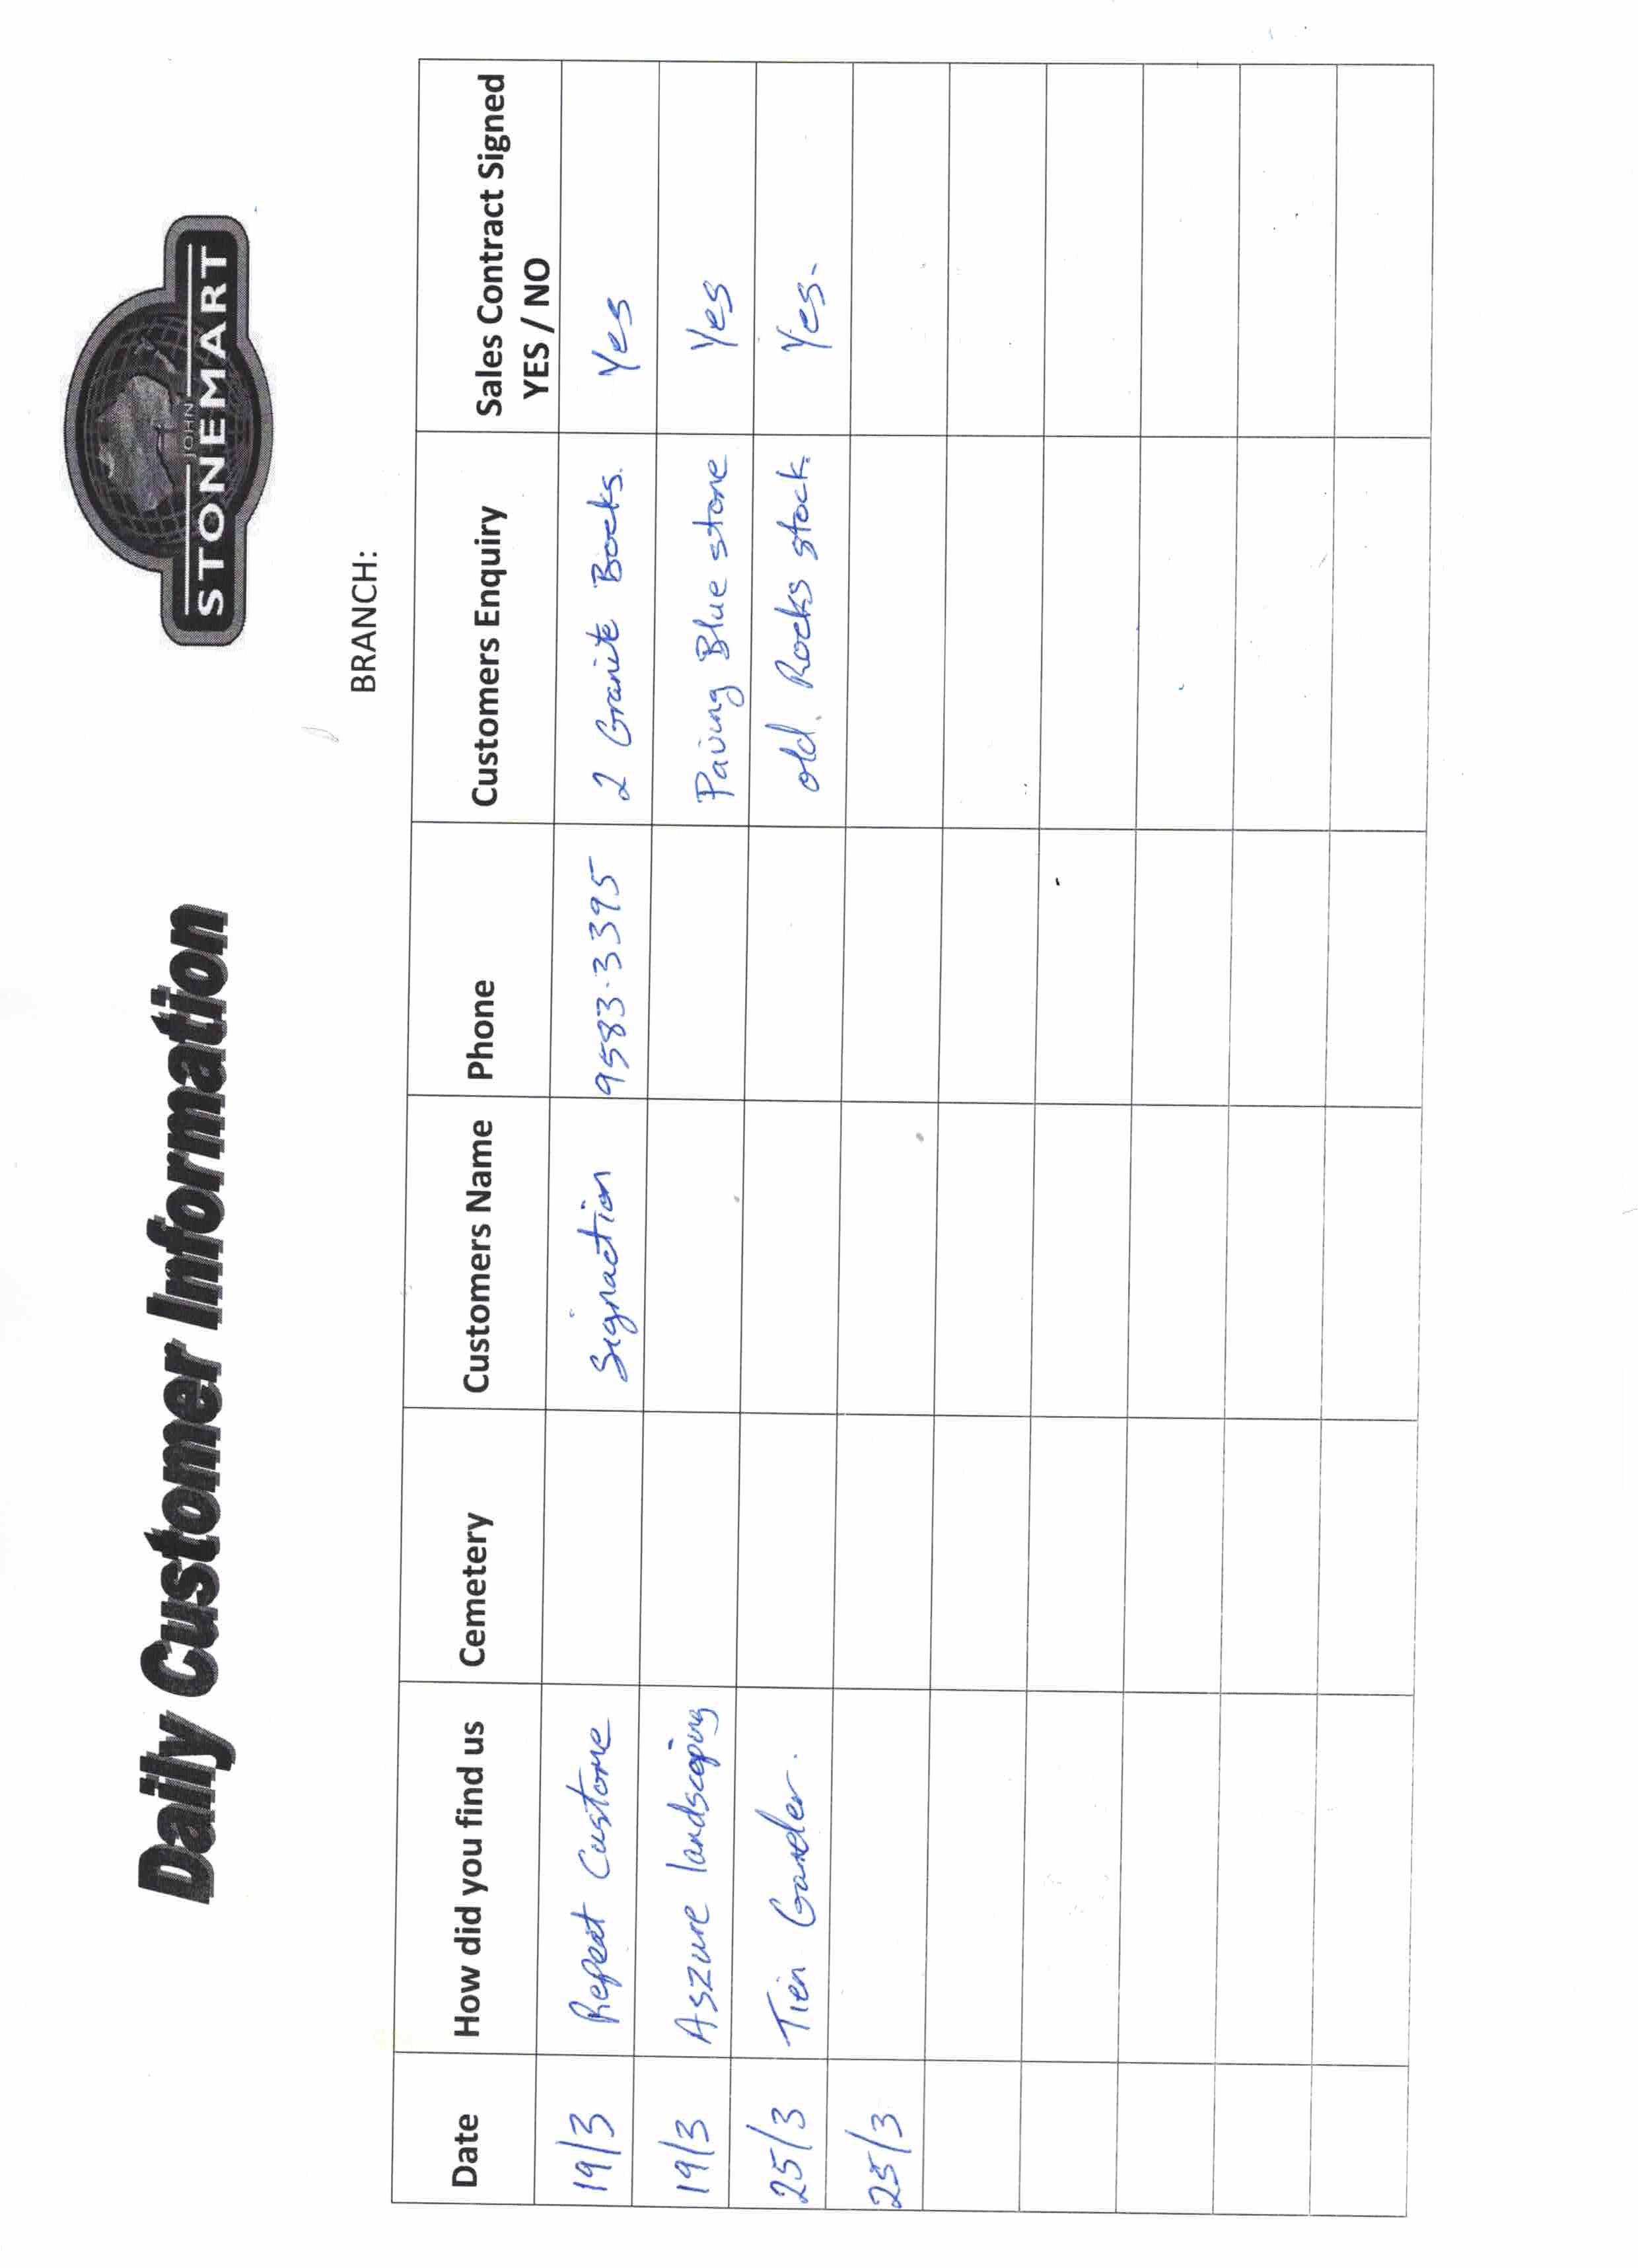 Daily Customer Information
JOHN
STONEMART
BRANCH:
Date How did you find us Cemetery Customers Name Phone Customers Enquiry Sales Contract Signed
YES / NO
19/3 Repeat Custome Signaction 9583-3395 2 Granite Bocks. Yes
19/3 Aszure landscaping Paving Blue stone Yes
25/3 Tien Garder. old. Rocks stock. Yes-
25/3